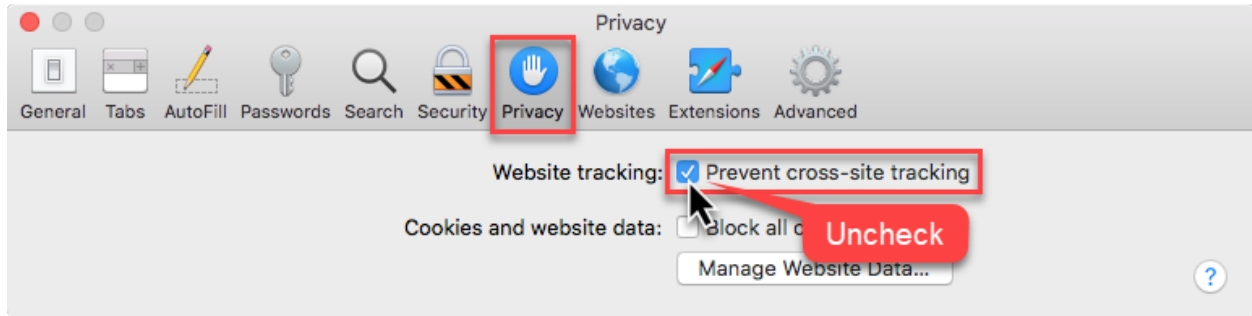 Privacy
General Tabs AutoFill Passwords Search Security Privacy Websites Extensions Advanced
Website tracking: Prevent cross-site tracking
Cookies and website data: Block all
Uncheck
Manage Website Data...
?